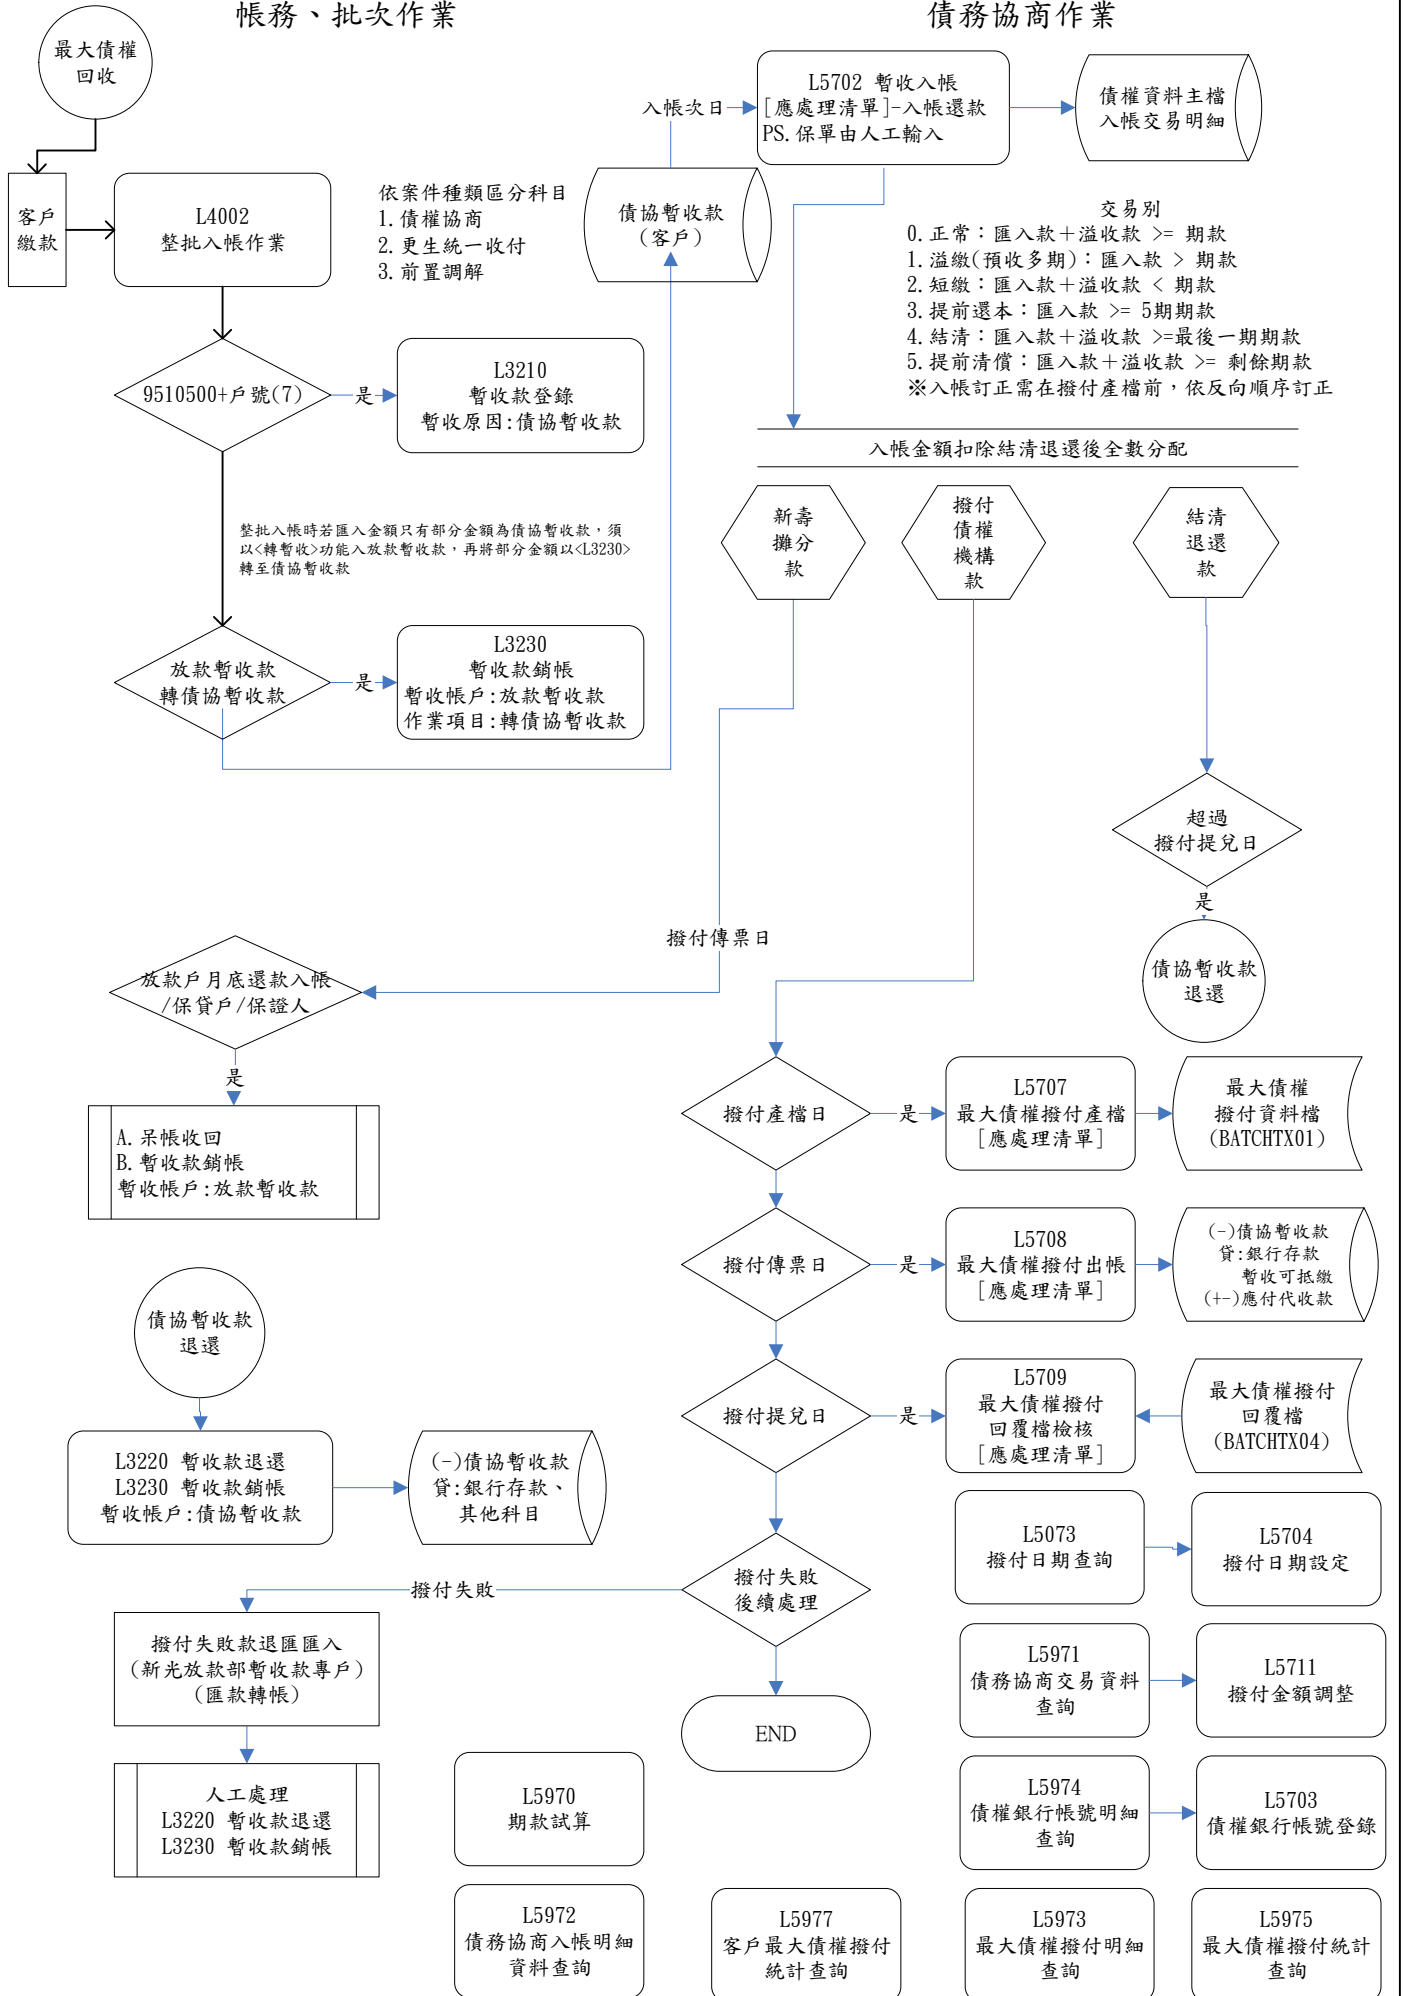 帳務、批次作業
債務協商作業
最大債權
回收
客戶
繳款
L4002
整批入帳作業
依案件種類區分科目
1.債權協商
2.更生統一收付
3.前置調解
債協暫收款
(客戶)
入帳次日
L5702 暫收入帳
[應處理清單]-入帳還款
PS.保單由人工輸入
債權資料主檔
入帳交易明細
交易別
0.正常：匯入款＋溢收款 >= 期款
1.溢繳(預收多期)：匯入款 > 期款
2.短繳：匯入款＋溢收款 < 期款
3.提前還本：匯入款 >= 5期期款
4.結清：匯入款＋溢收款 >=最後一期期款
5.提前清償：匯入款＋溢收款 >= 剩餘期款
※入帳訂正需在撥付產檔前，依反向順序訂正
9510500+戶號(7)
是
L3210
暫收款登錄
暫收原因:債協暫收款
入帳金額扣除結清退還後全數分配
整批入帳時若匯入金額只有部分金額為債協暫收款，須
以<轉暫收>功能入放款暫收款，再將部分金額以<L3230>
轉至債協暫收款
新壽
攤分
款
撥付
債權
機構
款
結清
退還
款
放款暫收款
轉債協暫收款
是
L3230
暫收款銷帳
暫收帳戶:放款暫收款
作業項目:轉債協暫收款
超過
撥付提兌日
是
債協暫收款
退還
撥付傳票日
放款戶月底還款入帳
/保貸戶/保證人
是
A.呆帳收回
B.暫收款銷帳
暫收帳戶:放款暫收款
撥付產檔日
是
L5707
最大債權撥付產檔
[應處理清單]
最大債權
撥付資料檔
(BATCHTX01)
撥付傳票日
是
L5708
最大債權撥付出帳
[應處理清單]
(-)債協暫收款
貸:銀行存款
暫收可抵繳
(+-)應付代收款
債協暫收款
退還
撥付提兌日
是
L5709
最大債權撥付
回覆檔檢核
[應處理清單]
最大債權撥付
回覆檔
(BATCHTX04)
L3220 暫收款退還
L3230 暫收款銷帳
暫收帳戶:債協暫收款
(-)債協暫收款
貸:銀行存款、
其他科目
L5073
撥付日期查詢
L5704
撥付日期設定
撥付失敗
後續處理
撥付失敗
撥付失敗款退匯匯入
(新光放款部暫收款專戶)
(匯款轉帳)
L5971
債務協商交易資料
查詢
L5711
撥付金額調整
END
人工處理
L3220 暫收款退還
L3230 暫收款銷帳
L5970
期款試算
L5974
債權銀行帳號明細
查詢
L5703
債權銀行帳號登錄
L5972
債務協商入帳明細
資料查詢
L5977
客戶最大債權撥付
統計查詢
L5973
最大債權撥付明細
查詢
L5975
最大債權撥付統計
查詢